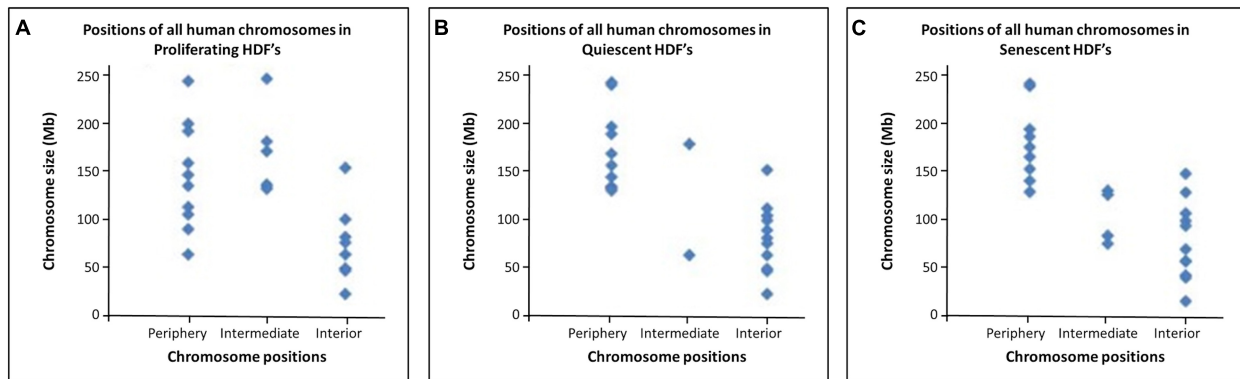 A
Positions of all human chromosomes in
Proliferating HDF's
Chromosome size (Mb)
250
200
150
100
50
0
Periphery Intermediate Interior
Chromosome positions
B
Positions of all human chromosomes in
Quiescent HDF's
Chromosome size (Mb)
250
200
150
100
50
0
Periphery Intermediate Interior
Chromosome positions
C
Positions of all human chromosomes in
Senescent HDF's
Chromosome size (Mb)
250
200
150
100
50
0
Periphery Intermediate Interior
Chromosome positions